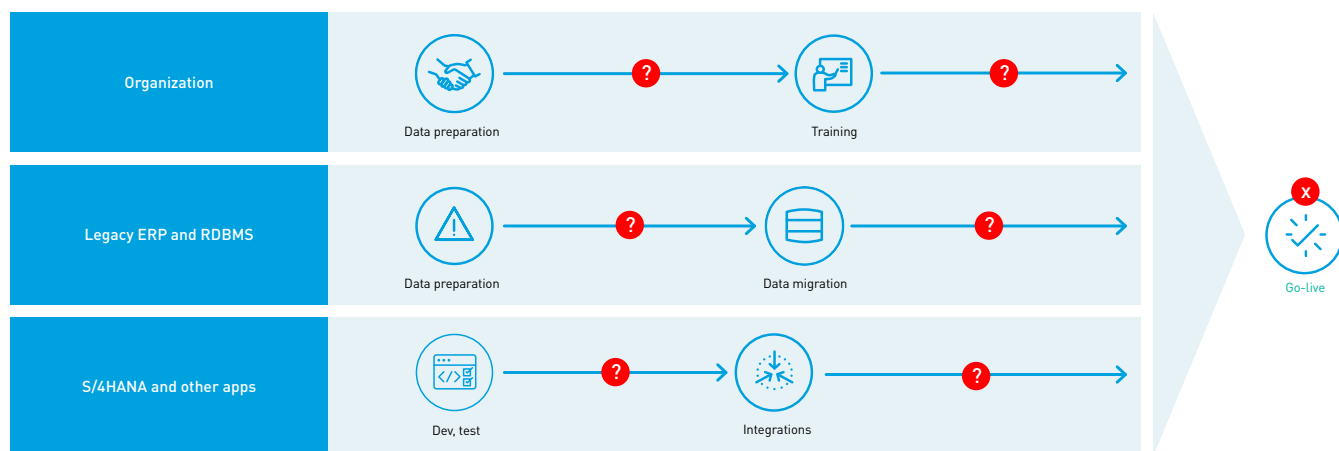 Organization
?
?
Data preparation
Training
Legacy ERP and RDBMS
?
?
Data preparation
Data migration
X
Go-live
S/4HANA and other apps
</>
?
?
Dev, test
Integrations